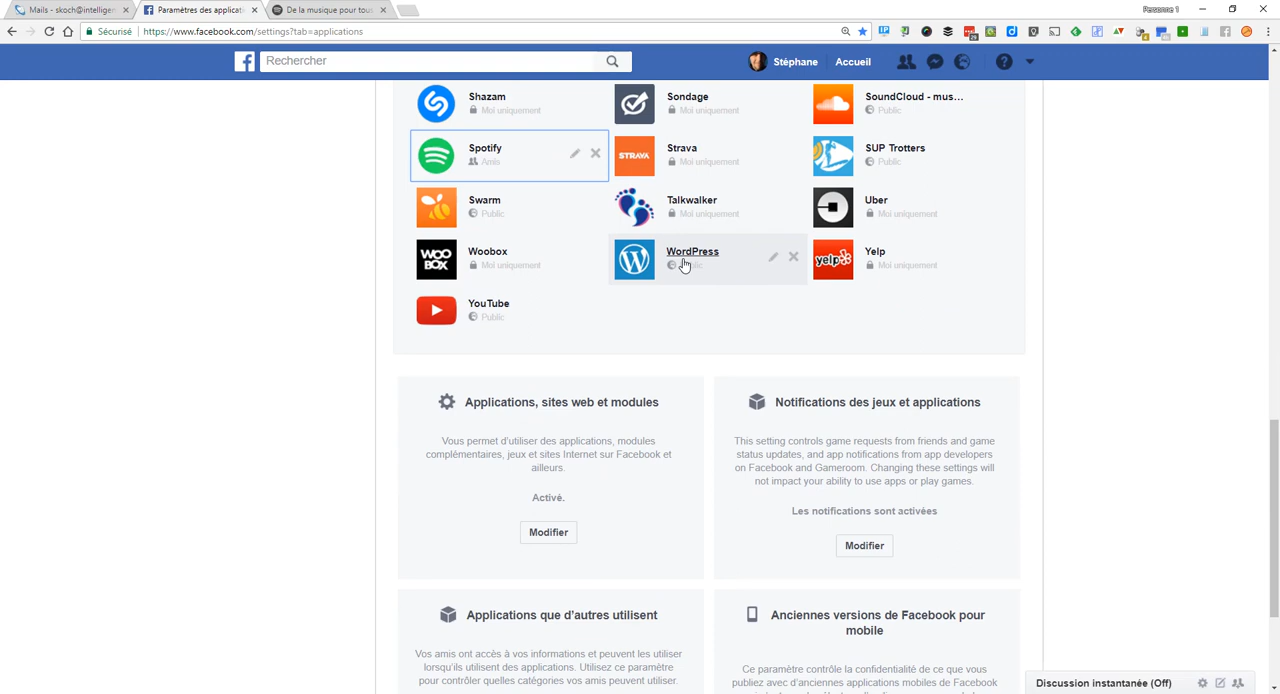 Mails - skoch@intelligen
Paramètres des applicati
De la musique pour tous.
Personne 1
Sécurisé
https://www.facebook.com/settings?tab=applications
Rechercher
Stéphane
Accueil
Shazam
Moi uniquement
Sondage
Moi uniquement
SoundCloud - mus...
Public
Spotify
Amis
STRAVA
Strava
Moi uniquement
SUP Trotters
Public
Swarm
Public
Talkwalker
Moi uniquement
Uber
Moi uniquement
WOO
BOX
Woobox
Moi uniquement
WordPress
yelp
Yelp
Moi uniquement
YouTube
Public
Applications, sites web et modules
Vous permet d'utiliser des applications, modules
complémentaires, jeux et sites Internet sur Facebook et
ailleurs.
Activé.
Modifier
Notifications des jeux et applications
This setting controls game requests from friends and game
status updates, and app notifications from app developers
on Facebook and Gameroom. Changing these settings will
not impact your ability to use apps or play games.
Les notifications sont activées
Modifier
Applications que d'autres utilisent
Vos amis ont accès à vos informations et peuvent les utiliser
lorsqu'ils utilisent des applications. Utilisez ce paramètre
pour contrôler quelles catégories vos amis peuvent utiliser.
Anciennes versions de Facebook pour
mobile
Ce paramètre contrôle la confidentialité de ce que vous
publiez avec d'anciennes applications mobiles de Facebook
Discussion instantanée (Off)